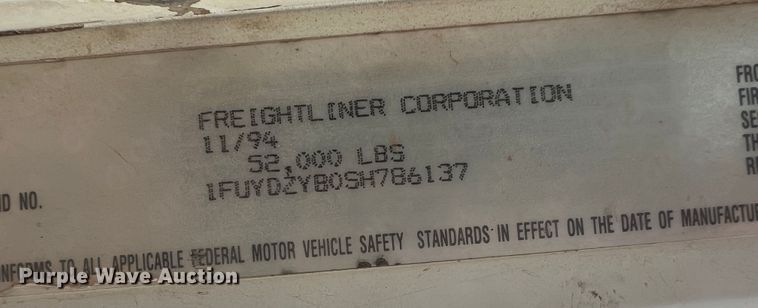 FREIGHTLINER CORPORATION
11/94
52,000 LBS
1FUYDZYB0SH786137
D NO.
NFORMS TO ALL APPLICABLE FEDERAL MOTOR VEHICLE SAFETY STANDARDS IN EFFECT ON THE DATE OF MANUFACTU
FRO
FIR
SE
TH
R
Purple Wave Auction